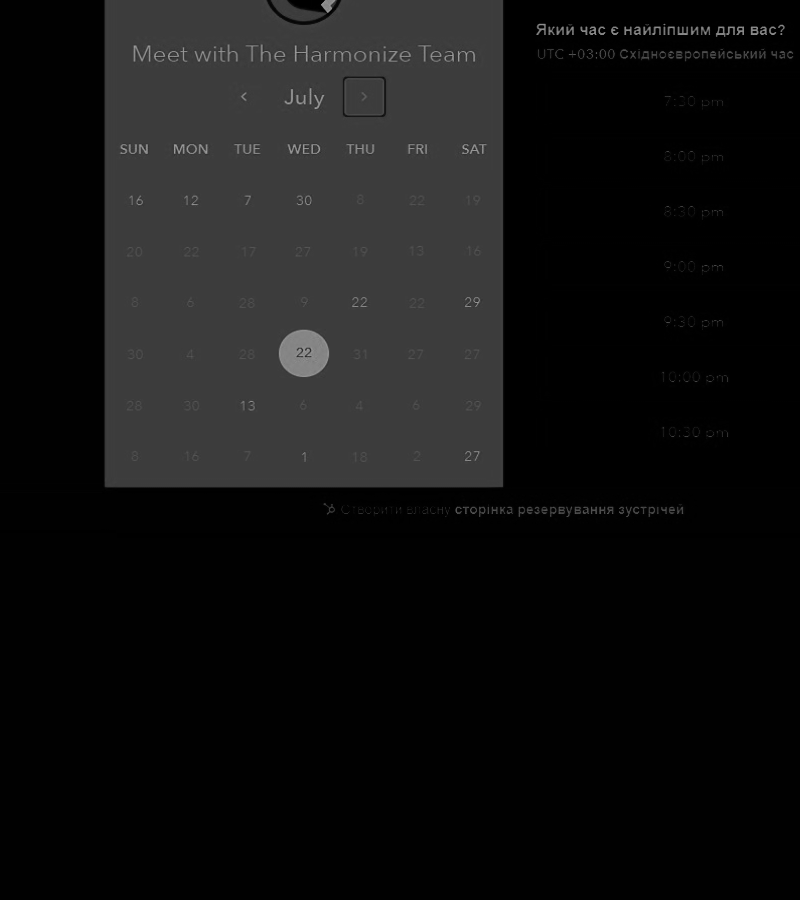 Meet with The Harmonize Team
July
SUN MON TUE WED THU FRI SAT
16 12 7 30 8 22 19
20 22 17 27 19 13 16
8 6 28 9 22 22 29
30 4 28 22 31 27 27
28 30 13 6 4 6 29
8 16 7 1 18 2 27
Який час є найліпшим для вас?
UTC +03:00 Східноєвропейський час
7:30 pm
8:00 pm
8:30 pm
9:00 pm
9:30 pm
10:00 pm
10:30 pm
Створити власну сторінка резервування зустрічей